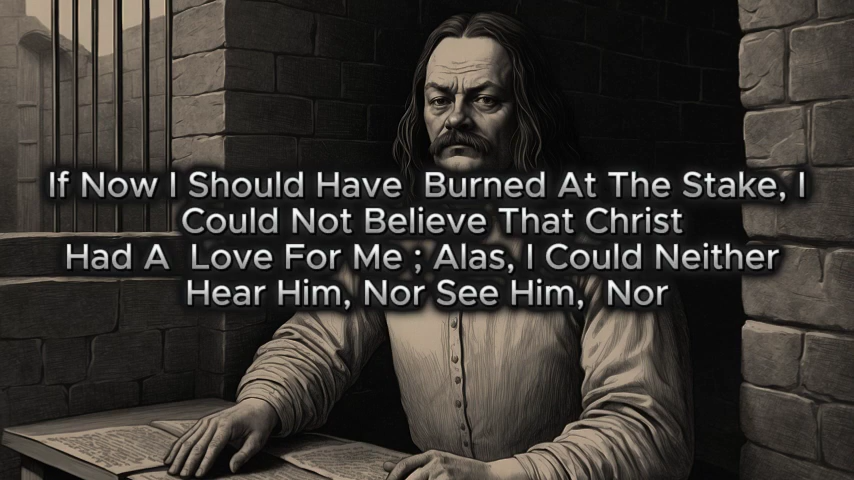 If Now I Should Have Burned At The Stake, I
Could Not Believe That Christ
Had A Love For Me ; Alas, I Could Neither
Hear Him, Nor See Him, Nor